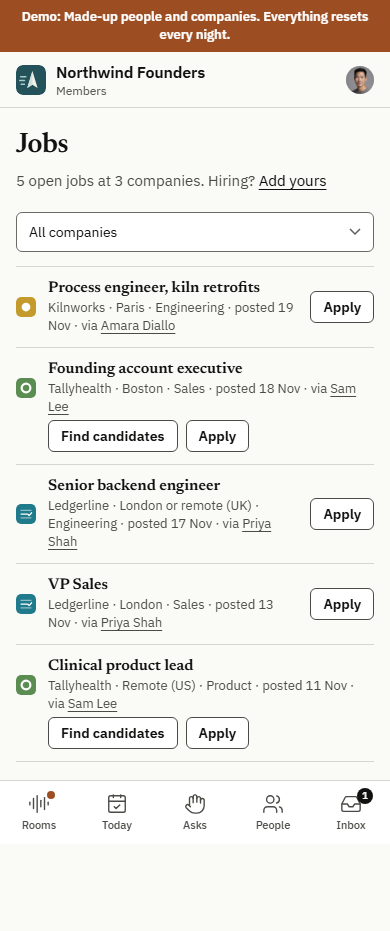 Demo: Made-up people and companies. Everything resets
every night.
Northwind Founders
Members
Jobs
5 open jobs at 3 companies. Hiring? Add yours
All companies
Process engineer, kiln retrofits
Kilnworks · Paris · Engineering · posted 19
Nov · via Amara Diallo
Apply
Founding account executive
Tallyhealth · Boston · Sales · posted 18 Nov · via Sam
Lee
Find candidates Apply
Senior backend engineer
Ledgerline · London or remote (UK) ·
Engineering · posted 17 Nov · via Priya
Shah
Apply
VP Sales
Ledgerline · London · Sales · posted 13
Nov · via Priya Shah
Apply
Clinical product lead
Tallyhealth · Remote (US) · Product · posted 11 Nov ·
via Sam Lee
Find candidates Apply
1
Rooms Today Asks People Inbox